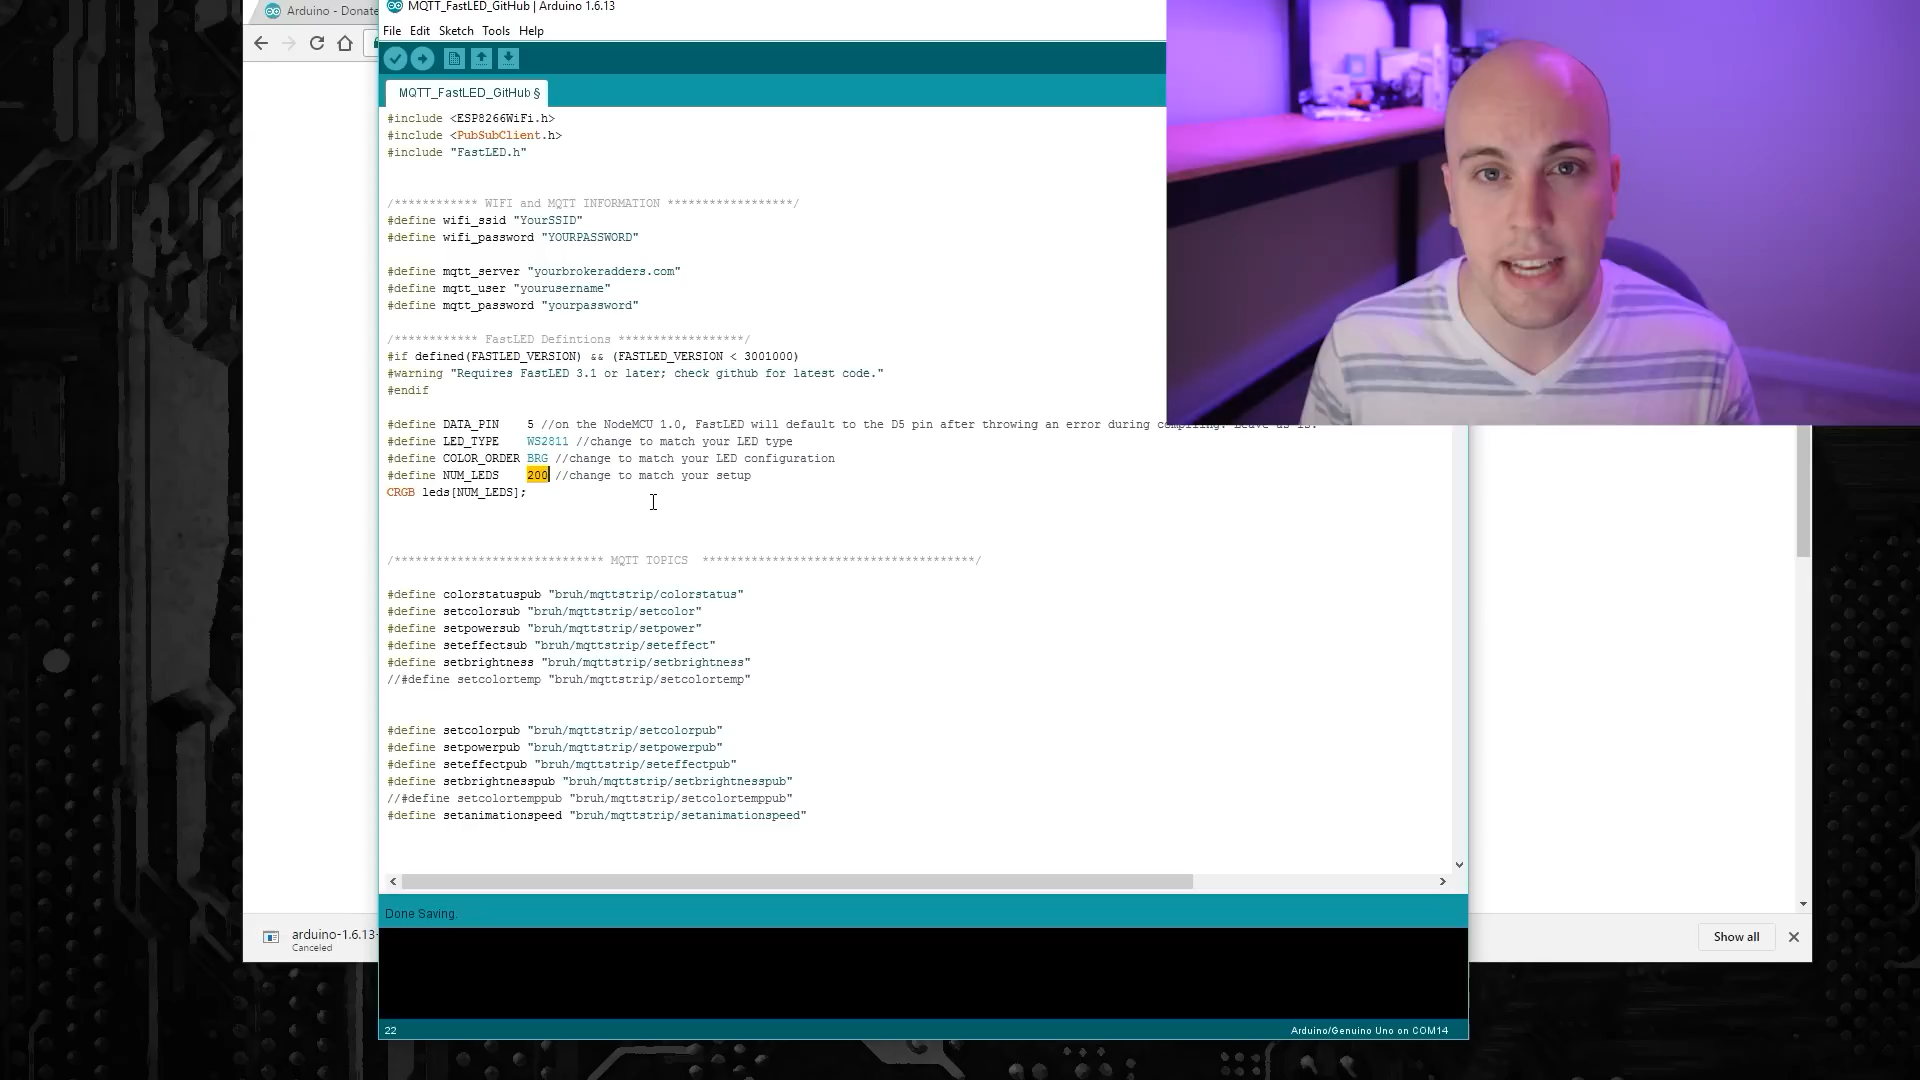 Arduino - Donate
MQTT_FastLED_GitHub | Arduino 1.6.13
File Edit Sketch Tools Help
MQTT_FastLED_GitHub §
#include <ESP8266WiFi.h>
#include <PubSubClient.h>
#include "FastLED.h"
/************ WIFI and MQTT INFORMATION ******************/
#define wifi_ssid "YourSSID"
#define wifi_password "YOURPASSWORD"
#define mqtt_server "yourbrokeradders.com"
#define mqtt_user "yourusername"
#define mqtt_password "yourpassword"
/************ FastLED Defintions ******************/
#if defined(FASTLED_VERSION) && (FASTLED_VERSION < 3001000)
#warning "Requires FastLED 3.1 or later; check github for latest code."
#endif
#define DATA_PIN    5 //on the NodeMCU 1.0, FastLED will default to the D5 pin after throwing an error during compiling. Leave as is.
#define LED_TYPE    WS2811 //change to match your LED type
#define COLOR_ORDER BRG //change to match your LED configuration
#define NUM_LEDS    200 //change to match your setup
CRGB leds[NUM_LEDS];
/**************************** MQTT TOPICS  ***************************************/
#define colorstatuspub "bruh/mqttstrip/colorstatus"
#define setcolorsub "bruh/mqttstrip/setcolor"
#define setpowersub "bruh/mqttstrip/setpower"
#define seteffectsub "bruh/mqttstrip/seteffect"
#define setbrightness "bruh/mqttstrip/setbrightness"
//#define setcolortemp "bruh/mqttstrip/setcolortemp"
#define setcolorpub "bruh/mqttstrip/setcolorpub"
#define setpowerpub "bruh/mqttstrip/setpowerpub"
#define seteffectpub "bruh/mqttstrip/seteffectpub"
#define setbrightnesspub "bruh/mqttstrip/setbrightnesspub"
//#define setcolortemppub "bruh/mqttstrip/setcolortemppub"
#define setanimationspeed "bruh/mqttstrip/setanimationspeed"
Done Saving.
arduino-1.6.13-
Canceled
Show all
22
Arduino/Genuino Uno on COM14